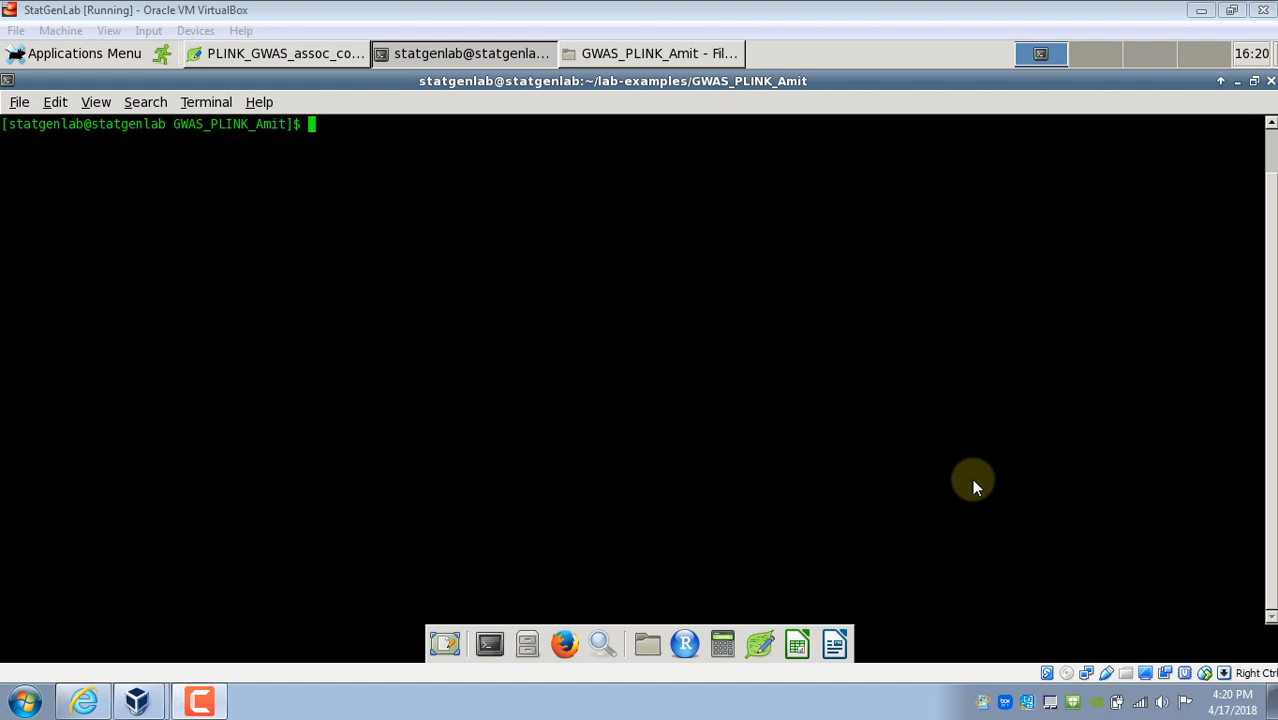 StatGenLab [Running] - Oracle VM VirtualBox
File Machine View Input Devices Help
Applications Menu PLINK_GWAS_assoc_co... statgenlab@statgenla... GWAS_PLINK_Amit - Fil... 16:20
statgenlab@statgenlab:~/lab-examples/GWAS_PLINK_Amit
File Edit View Search Terminal Help
[statgenlab@statgenlab GWAS_PLINK_Amit]$
Right Ctrl
4:20 PM
4/17/2018